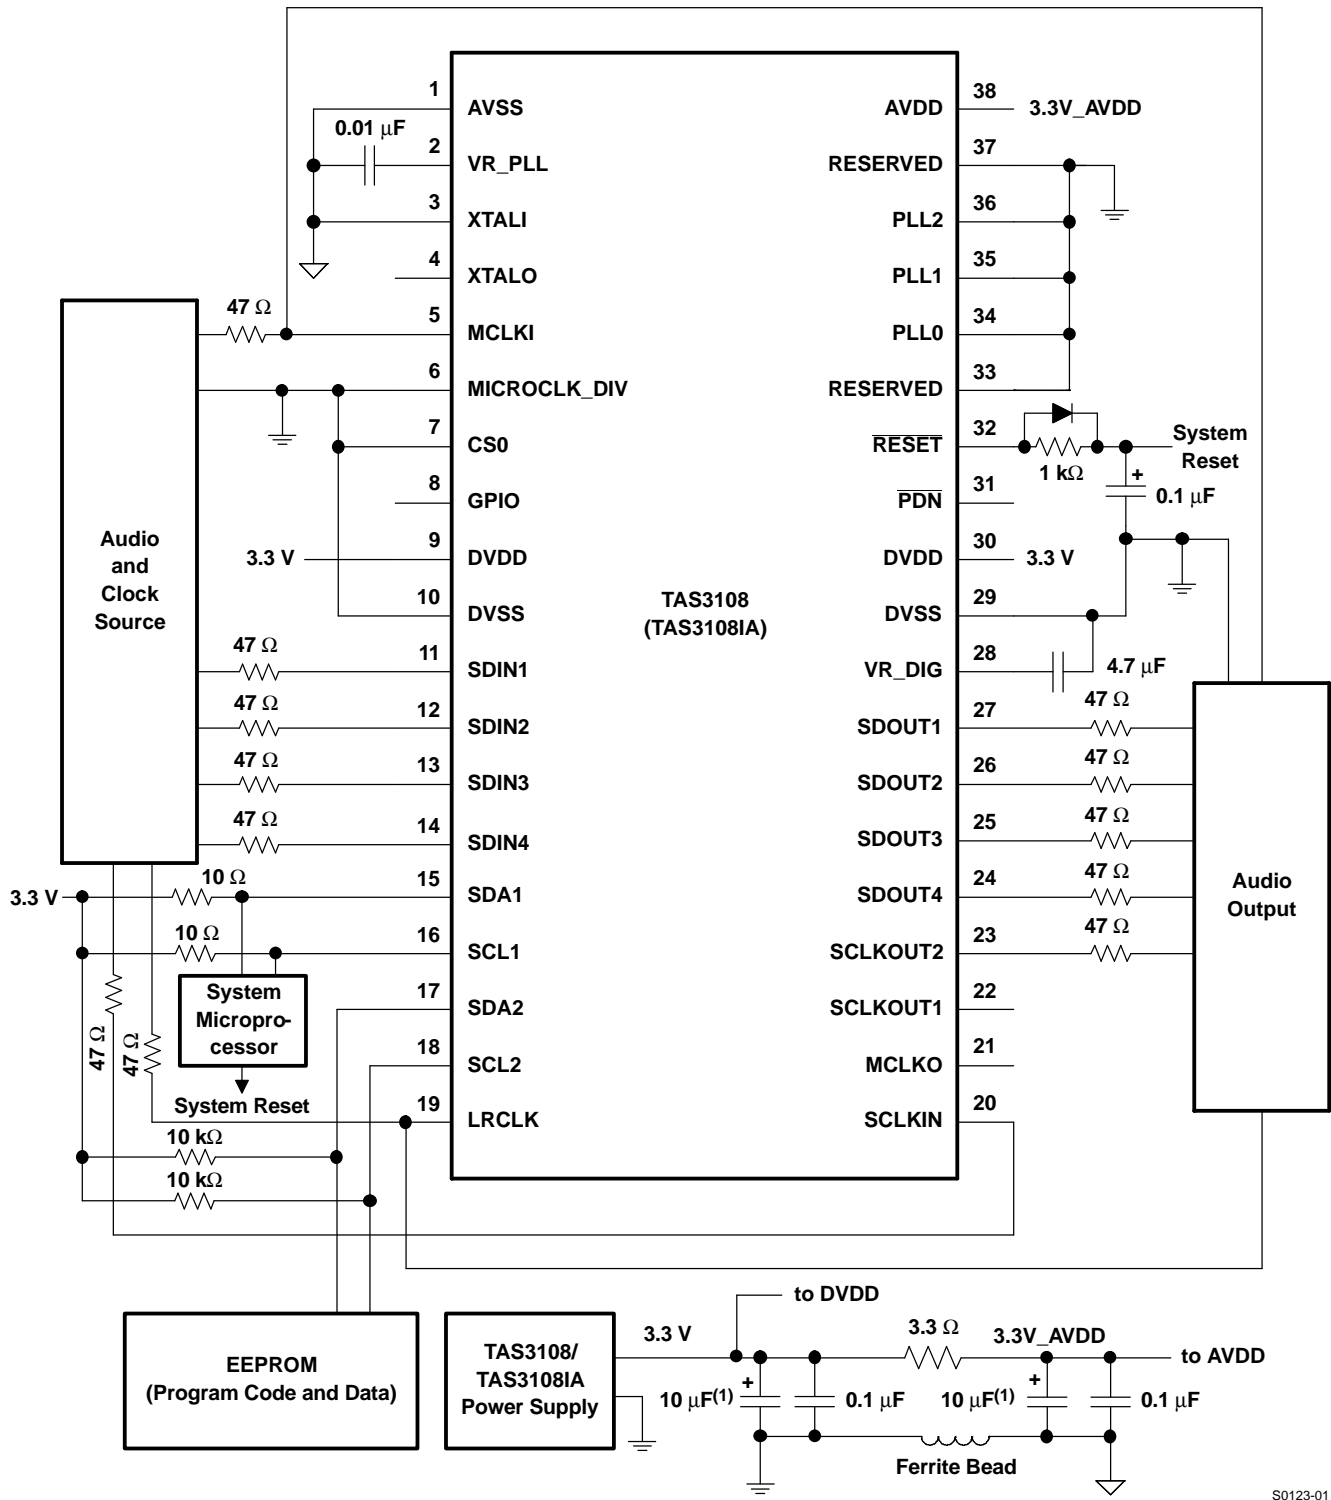 1
AVSS
0.01 μF
2
VR_PLL
3
XTALI
4
XTALO
47 Ω
5
MCLKI
6
MICROCLK_DIV
7
CS0
8
GPIO
3.3 V
9
DVDD
10
DVSS
47 Ω
11
SDIN1
47 Ω
12
SDIN2
47 Ω
13
SDIN3
47 Ω
14
SDIN4
3.3 V
10 Ω
15
SDA1
10 Ω
16
SCL1
17
SDA2
18
SCL2
19
LRCLK
Audio
and
Clock
Source
47 Ω
47 Ω
System
Micropro-
cessor
System Reset
10 kΩ
10 kΩ
TAS3108
(TAS3108IA)
38
AVDD
3.3V_AVDD
37
RESERVED
36
PLL2
35
PLL1
34
PLL0
33
RESERVED
32
RESET
1 kΩ
System
Reset
0.1 μF
+
31
PDN
30
DVDD
3.3 V
29
DVSS
28
VR_DIG
4.7 μF
27
SDOUT1
47 Ω
26
SDOUT2
47 Ω
25
SDOUT3
47 Ω
24
SDOUT4
47 Ω
23
SCLKOUT2
47 Ω
22
SCLKOUT1
21
MCLKO
20
SCLKIN
Audio
Output
EEPROM
(Program Code and Data)
TAS3108/
TAS3108IA
Power Supply
3.3 V
to DVDD
3.3 Ω
3.3V_AVDD
to AVDD
+
10 μF(1)
0.1 μF
+
10 μF(1)
0.1 μF
Ferrite Bead
S0123-01